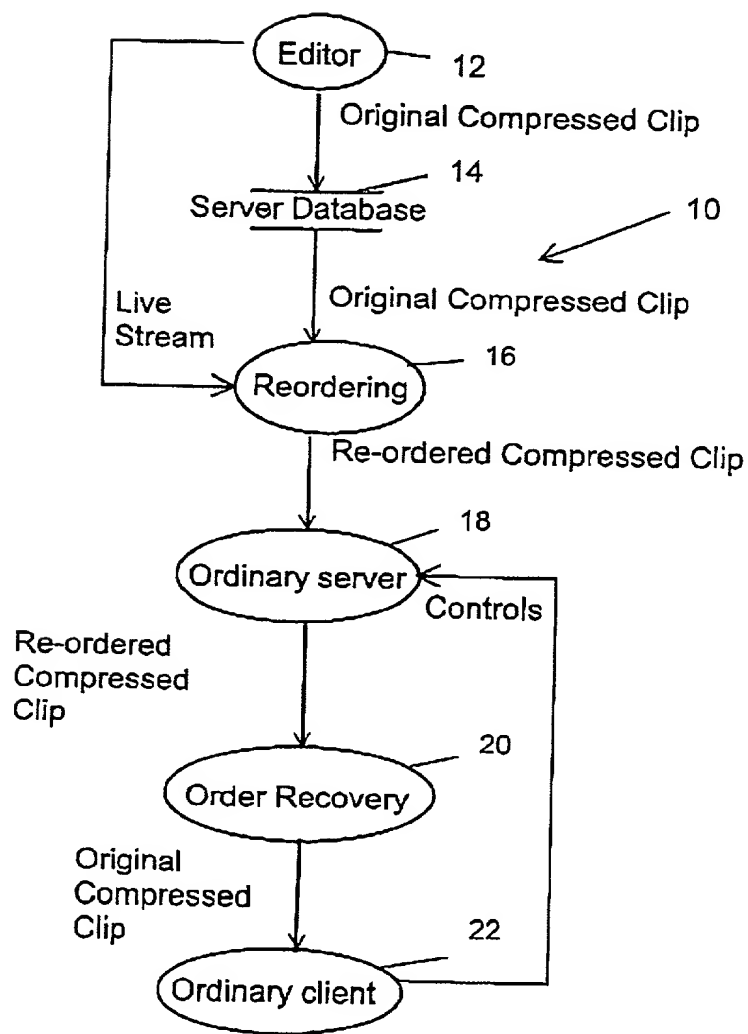 Editor
12
Original Compressed Clip
14
Server Database
10
Live
Stream
Original Compressed Clip
16
Reordering
Re-ordered Compressed Clip
18
Ordinary server
Controls
Re-ordered
Compressed
Clip
20
Order Recovery
Original
Compressed
Clip
22
Ordinary client